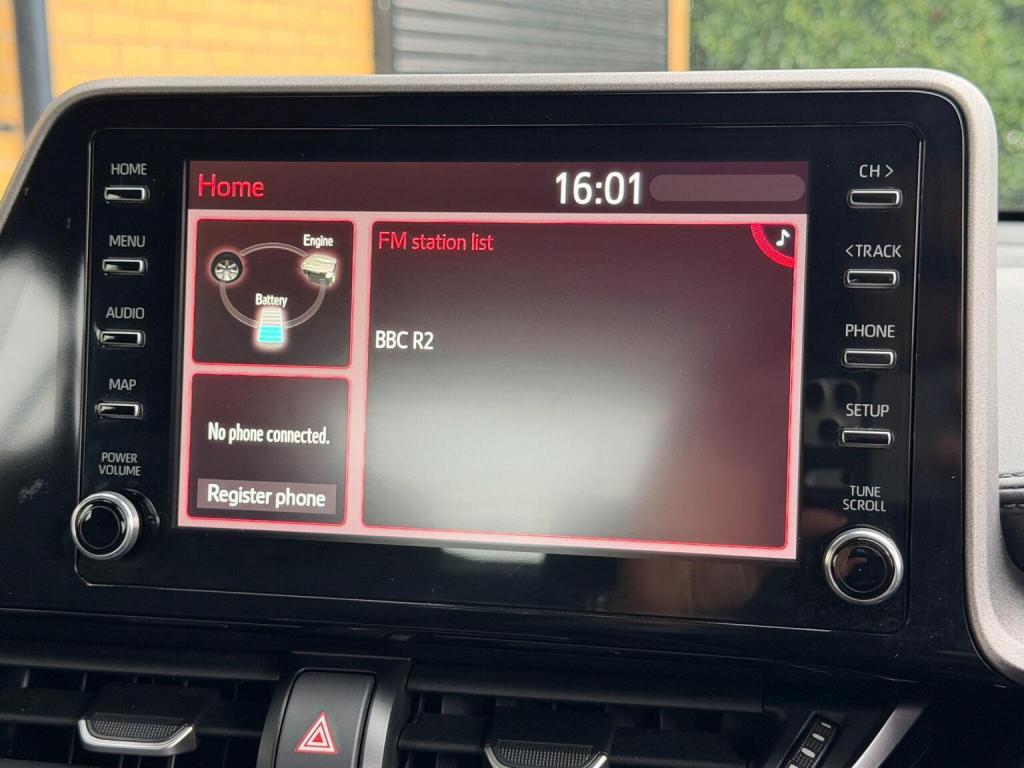 HOME
MENU
AUDIO
MAP
POWER
VOLUME
Home
16:01
Engine
Battery
No phone connected.
Register phone
FM station list
BBC R2
CH >
<TRACK
PHONE
SETUP
TUNE
SCROLL